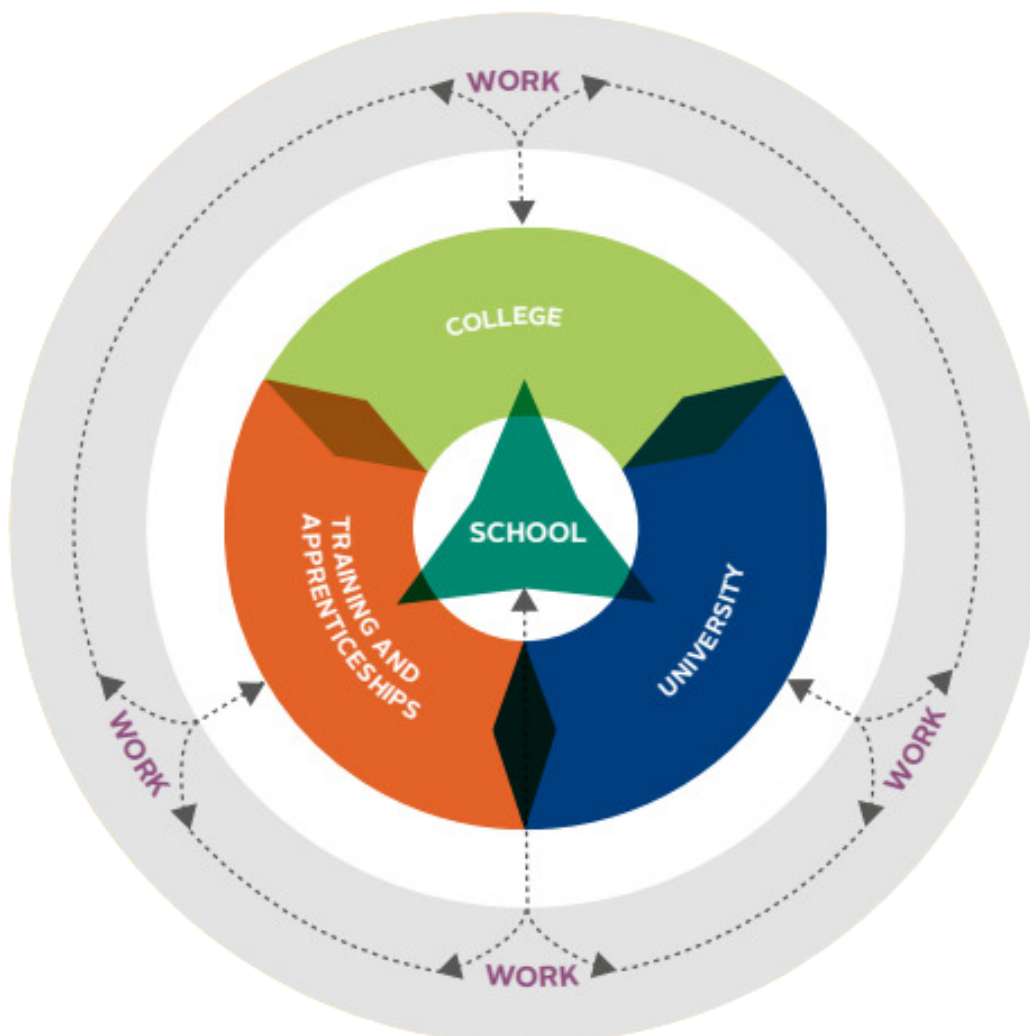 WORK
COLLEGE
SCHOOL
TRAINING AND
APPRENTICESHIPS
UNIVERSITY
WORK
WORK
WORK